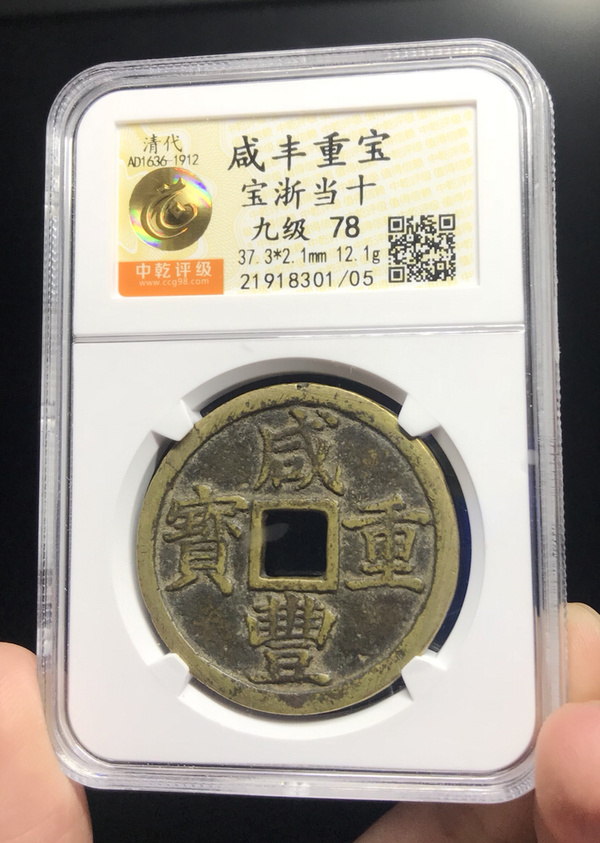 清代
AD1636-1912
中乾评级
www.ccg98.com
咸丰重宝
宝浙当十
九级 78
37.3*2.1mm 12.1g
21918301/05
咸
豐
重
寶